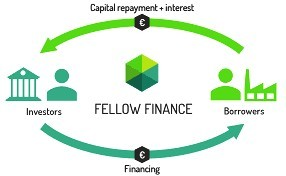 Capital repayment + interest
€
Investors
FELLOW FINANCE
Borrowers
€
Financing